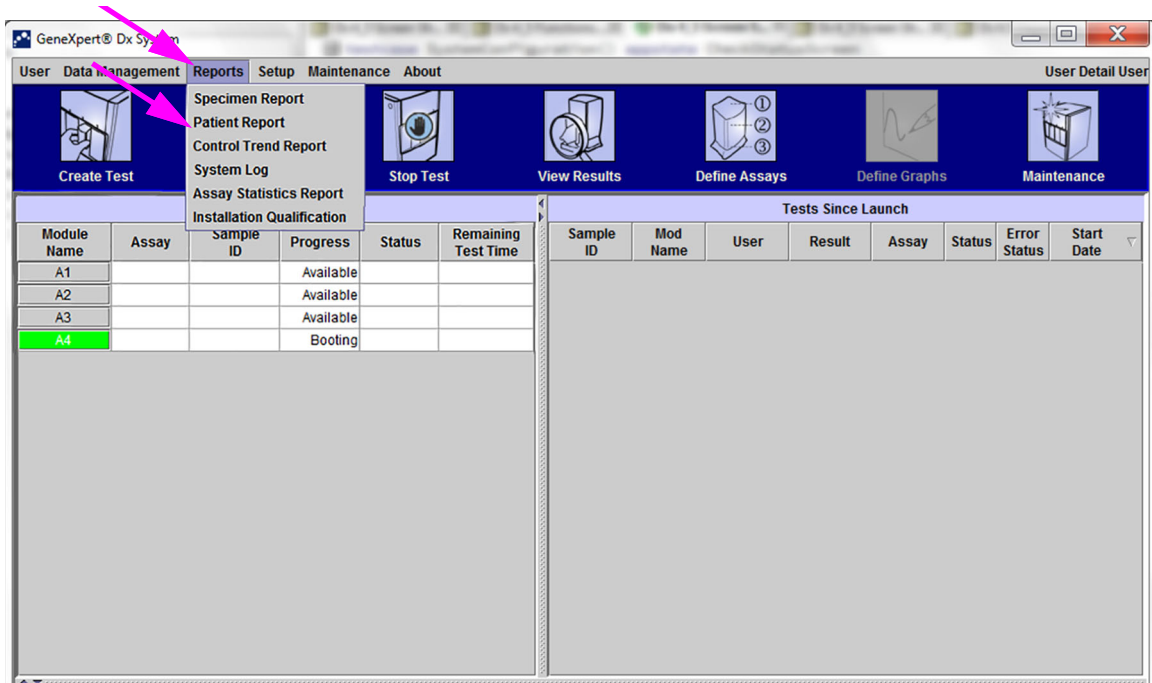 GeneXpert® Dx System
User Data Management Reports Setup Maintenance About User Detail User
Specimen Report
Patient Report
Control Trend Report
System Log
Assay Statistics Report
Installation Qualification
Create Test Stop Test View Results Define Assays Define Graphs Maintenance
Tests Since Launch
Module Name Assay Sample ID Progress Status Remaining Test Time
Sample ID Mod Name User Result Assay Status Error Status Start Date
A1 Available
A2 Available
A3 Available
A4 Booting